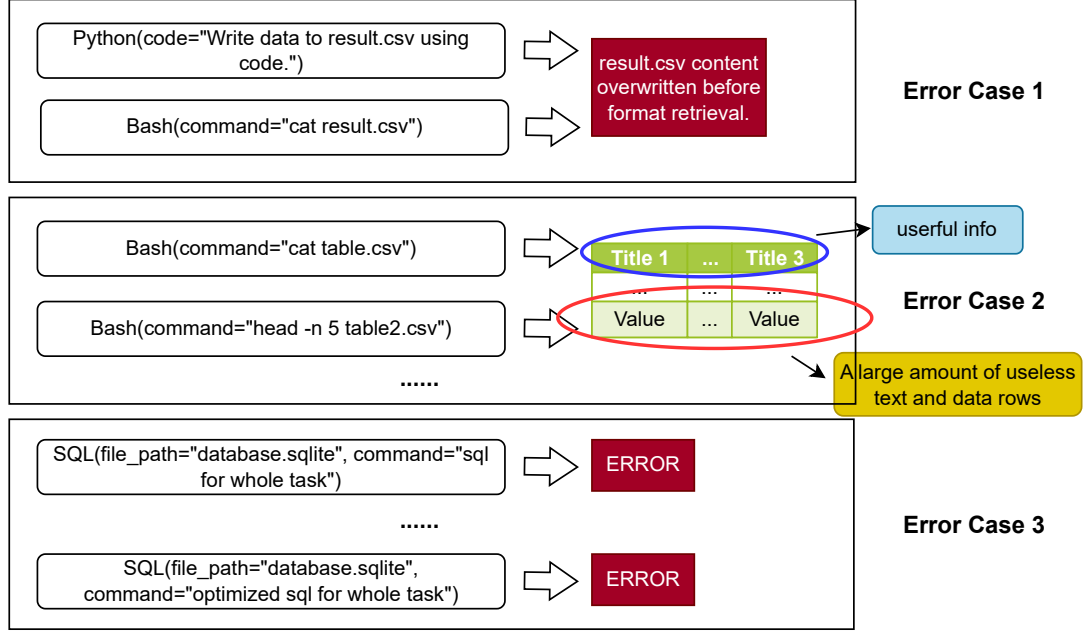 Python(code="Write data to result.csv using
code.")
result.csv content
overwritten before
format retrieval.
Error Case 1
Bash(command="cat result.csv")
Bash(command="cat table.csv")
userful info
Title 1 ... Title 3
... ... ...
Value ... Value
Error Case 2
Bash(command="head -n 5 table2.csv")
......
A large amount of useless
text and data rows
SQL(file_path="database.sqlite", command="sql
for whole task")
ERROR
......
Error Case 3
SQL(file_path="database.sqlite",
command="optimized sql for whole task")
ERROR